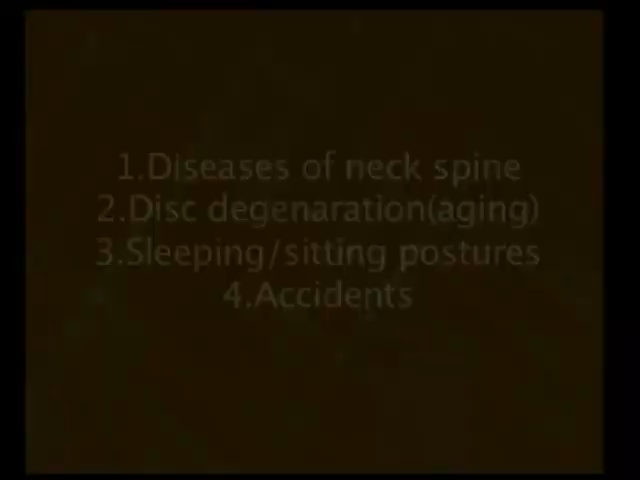 1.Diseases of neck spine
2.Disc degenaration(aging)
3.Sleeping/sitting postures
4.Accidents